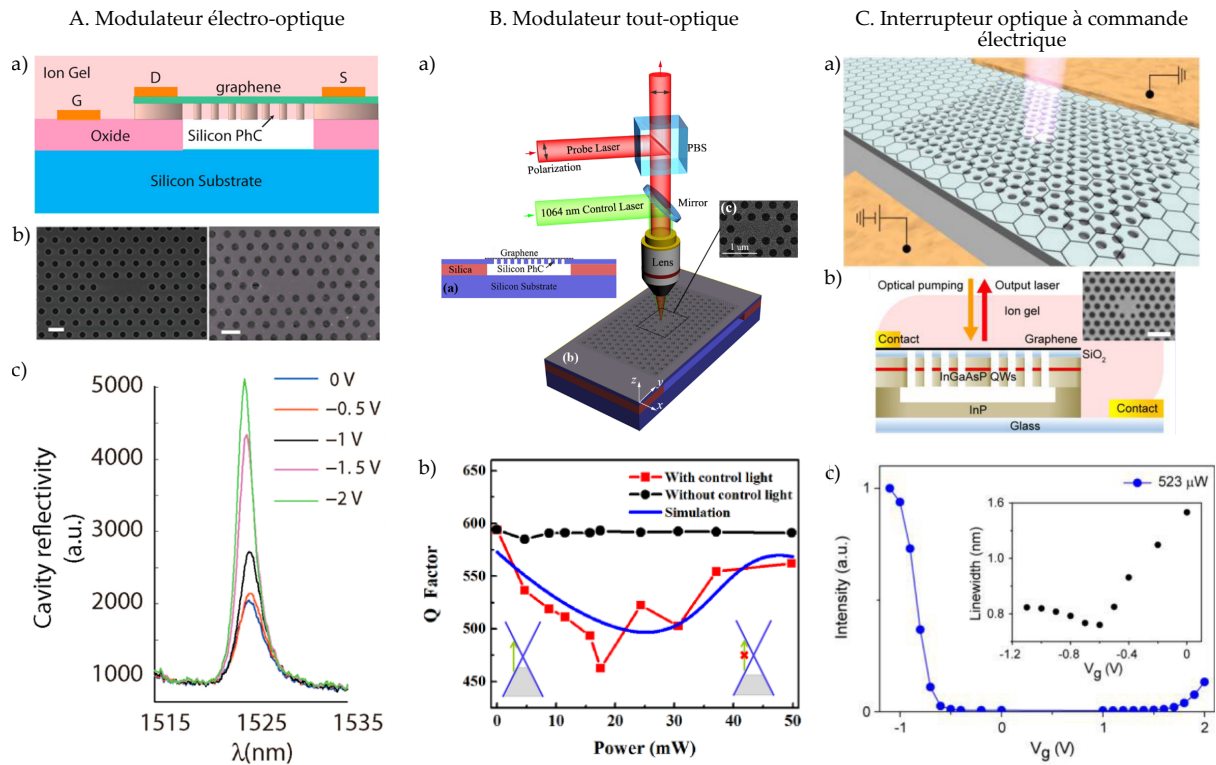 A. Modulateur électro-optique
a)
Ion Gel
D
graphene
S
G
Oxide
Silicon PhC
Silicon Substrate
b)
c)
5000
4000
3000
2000
1000
Cavity reflectivity
(a.u.)
0 V
−0.5 V
−1 V
−1.5 V
−2 V
1515
1525
1535
λ(nm)
B. Modulateur tout-optique
a)
Probe Laser
Polarization
PBS
1064 nm Control Laser
Mirror
(c)
1 um
Lens
Graphene
Silica
Silicon PhC
(a)
Silicon Substrate
(b)
z
y
x
b)
650
600
550
500
450
Q Factor
With control light
Without control light
Simulation
0
10
20
30
40
50
Power (mW)
C. Interrupteur optique à commande
électrique
a)
b)
Optical pumping
Output laser
Ion gel
Contact
Graphene
SiO2
InGaAsP QWs
InP
Contact
Glass
c)
523 μW
1
0
Intensity (a.u.)
1.6
1.0
0.8
Linewidth (nm)
-1.2
-0.8
-0.4
0
Vg (V)
-1
0
1
2
Vg (V)